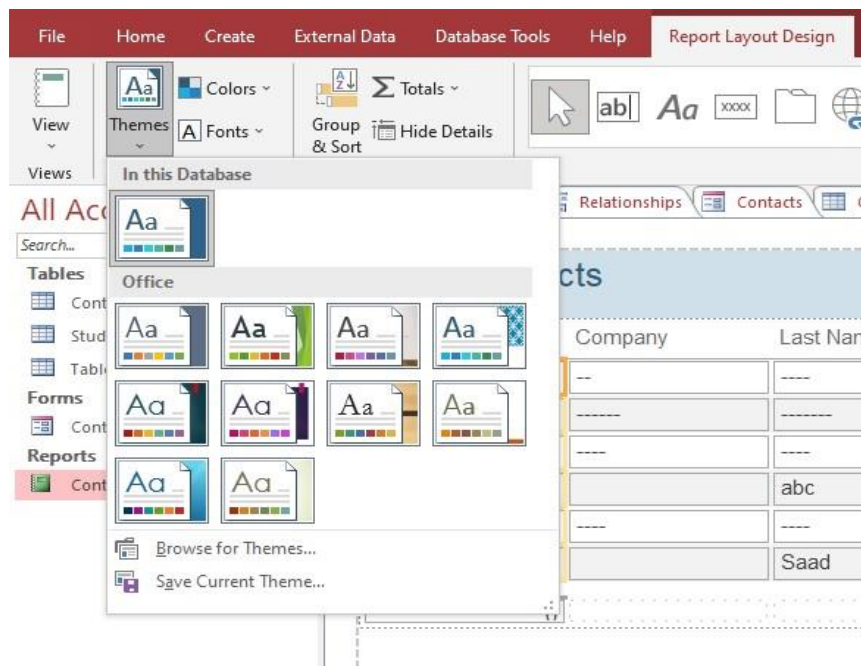 File Home Create External Data Database Tools Help Report Layout Design
View
Views
Aa
Themes
Colors
A Fonts
Group
& Sort
Totals
Hide Details
ab
Aa
xxxx
In this Database
Aa
Office
Aa Aa Aa Aa
Aa Aa Aa Aa
Aa Aa
Browse for Themes...
Save Current Theme...
All Acc
Search...
Tables
Cont
Stud
Table
Forms
Cont
Reports
Cont
Relationships Contacts
cts
Company Last Nam
-- ----
------ -------
---- ----
abc
---- ----
Saad